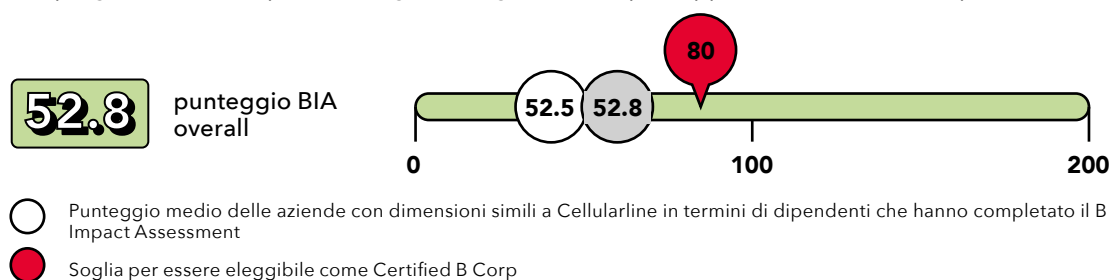 80
52.8
punteggio BIA
overall
52.5
52.8
0
100
200
Punteggio medio delle aziende con dimensioni simili a Cellularline in termini di dipendenti che hanno completato il B
Impact Assessment
Soglia per essere eleggibile come Certified B Corp